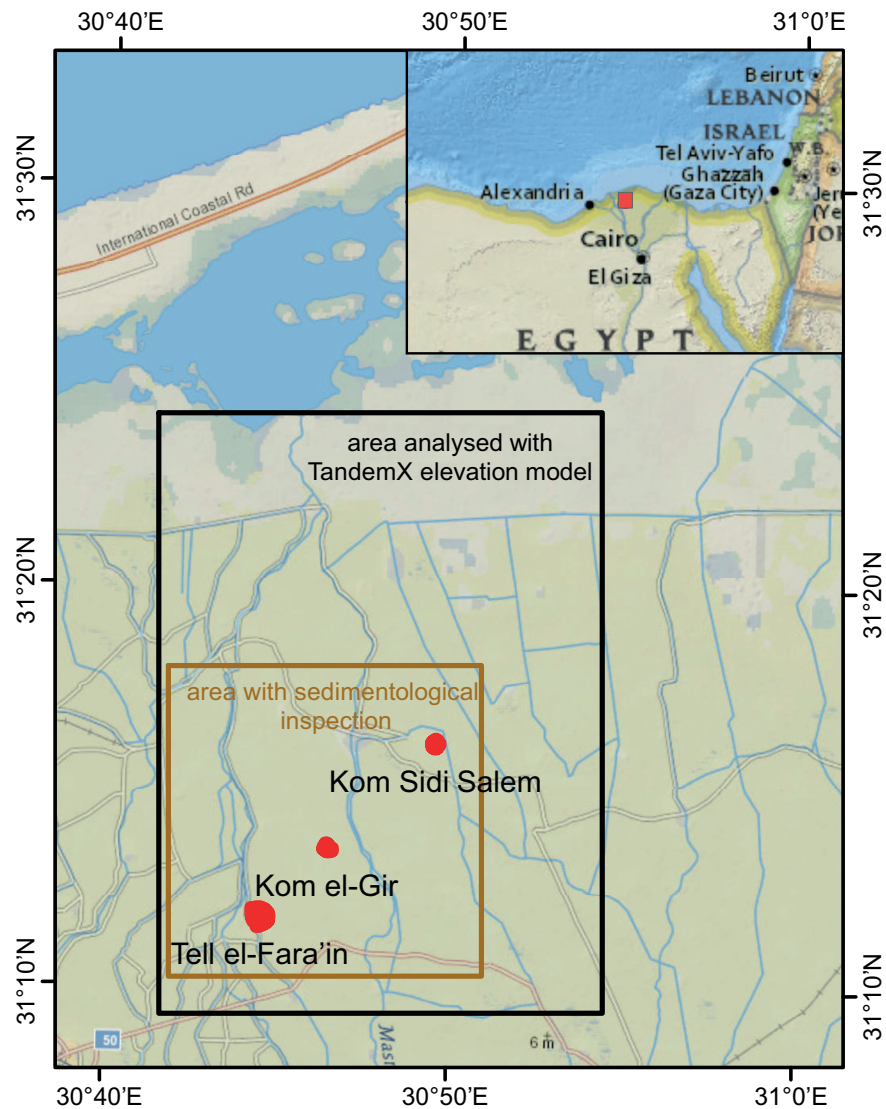 30°40'E
30°50'E
31°0'E
31°30'N
31°30'N
International Coastal Rd
Beirut
LEBANON
ISRAEL
W.B.
Tel Aviv-Yafo
Ghazzah
(Gaza City)
Alexandria
Cairo
El Giza
EGYPT
area analysed with
TandemX elevation model
31°20'N
31°20'N
area with sedimentological
inspection
Kom Sidi Salem
Kom el-Gir
Tell el-Fara'in
31°10'N
31°10'N
50
6 m
30°40'E
30°50'E
31°0'E